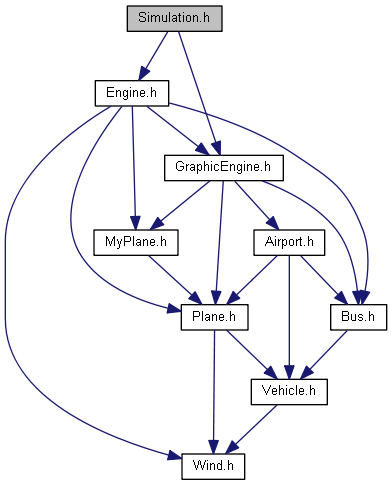 Simulation.h
Engine.h
GraphicEngine.h
MyPlane.h
Airport.h
Plane.h
Bus.h
Vehicle.h
Wind.h